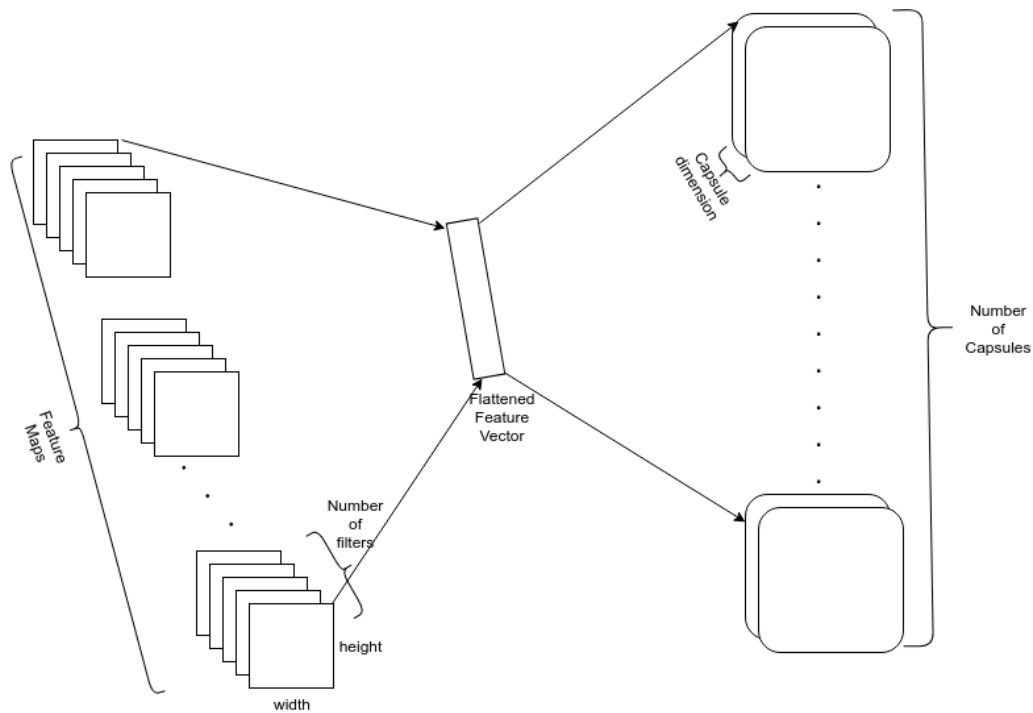 Feature
Maps
Number
of
filters
height
width
Flattened
Feature
Vector
Capsule
dimension
Number
of
Capsules